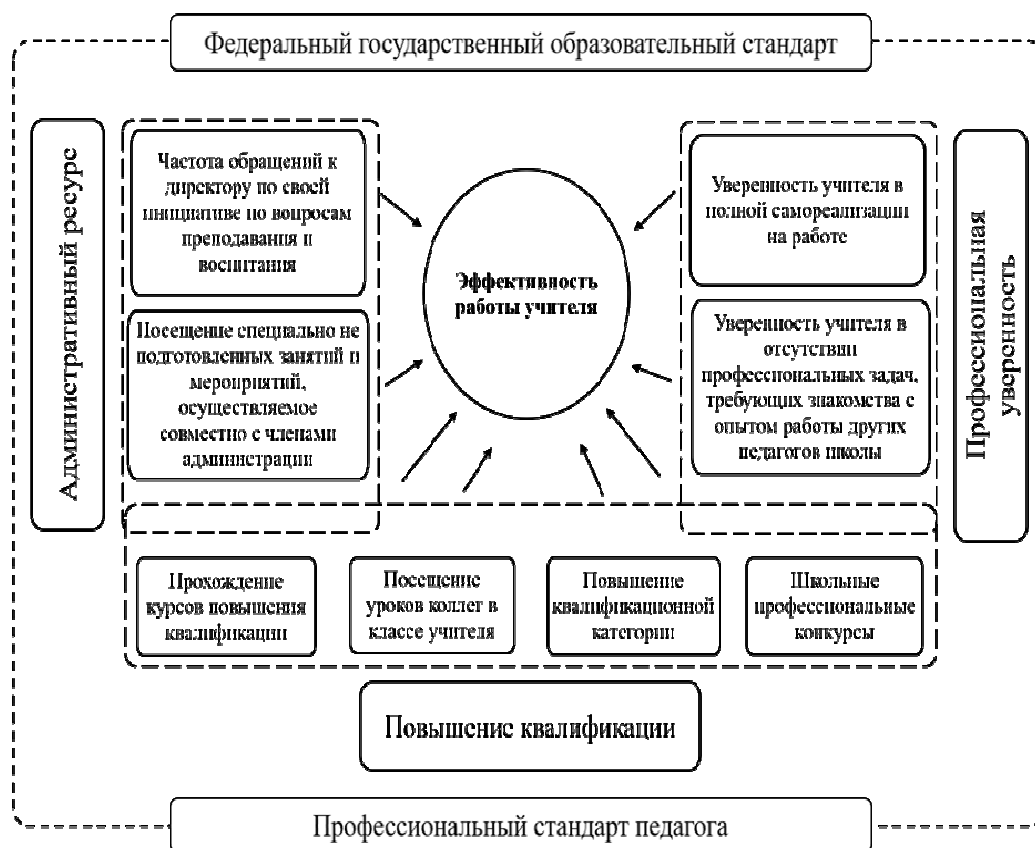 Федеральный государственный образовательный стандарт
Административный ресурс
Частота обращений к
директору по своей
инициативе по вопросам
преподавания и
воспитания
Посещение специально не
подготовленных занятий и
мероприятий,
осуществляемое
совместно с членами
администрации
Эффективность
работы учителя
Уверенность учителя в
полной самореализации
на работе
Уверенность учителя в
отсутствии
профессиональных задач,
требующих знакомства с
опытом работы других
педагогов школы
Профессиональная
уверенность
Прохождение
курсов повышения
квалификации
Посещение
уроков коллег в
классе учителя
Повышение
квалификационной
категории
Школьные
профессиональные
конкурсы
Повышение квалификации
Профессиональный стандарт педагога